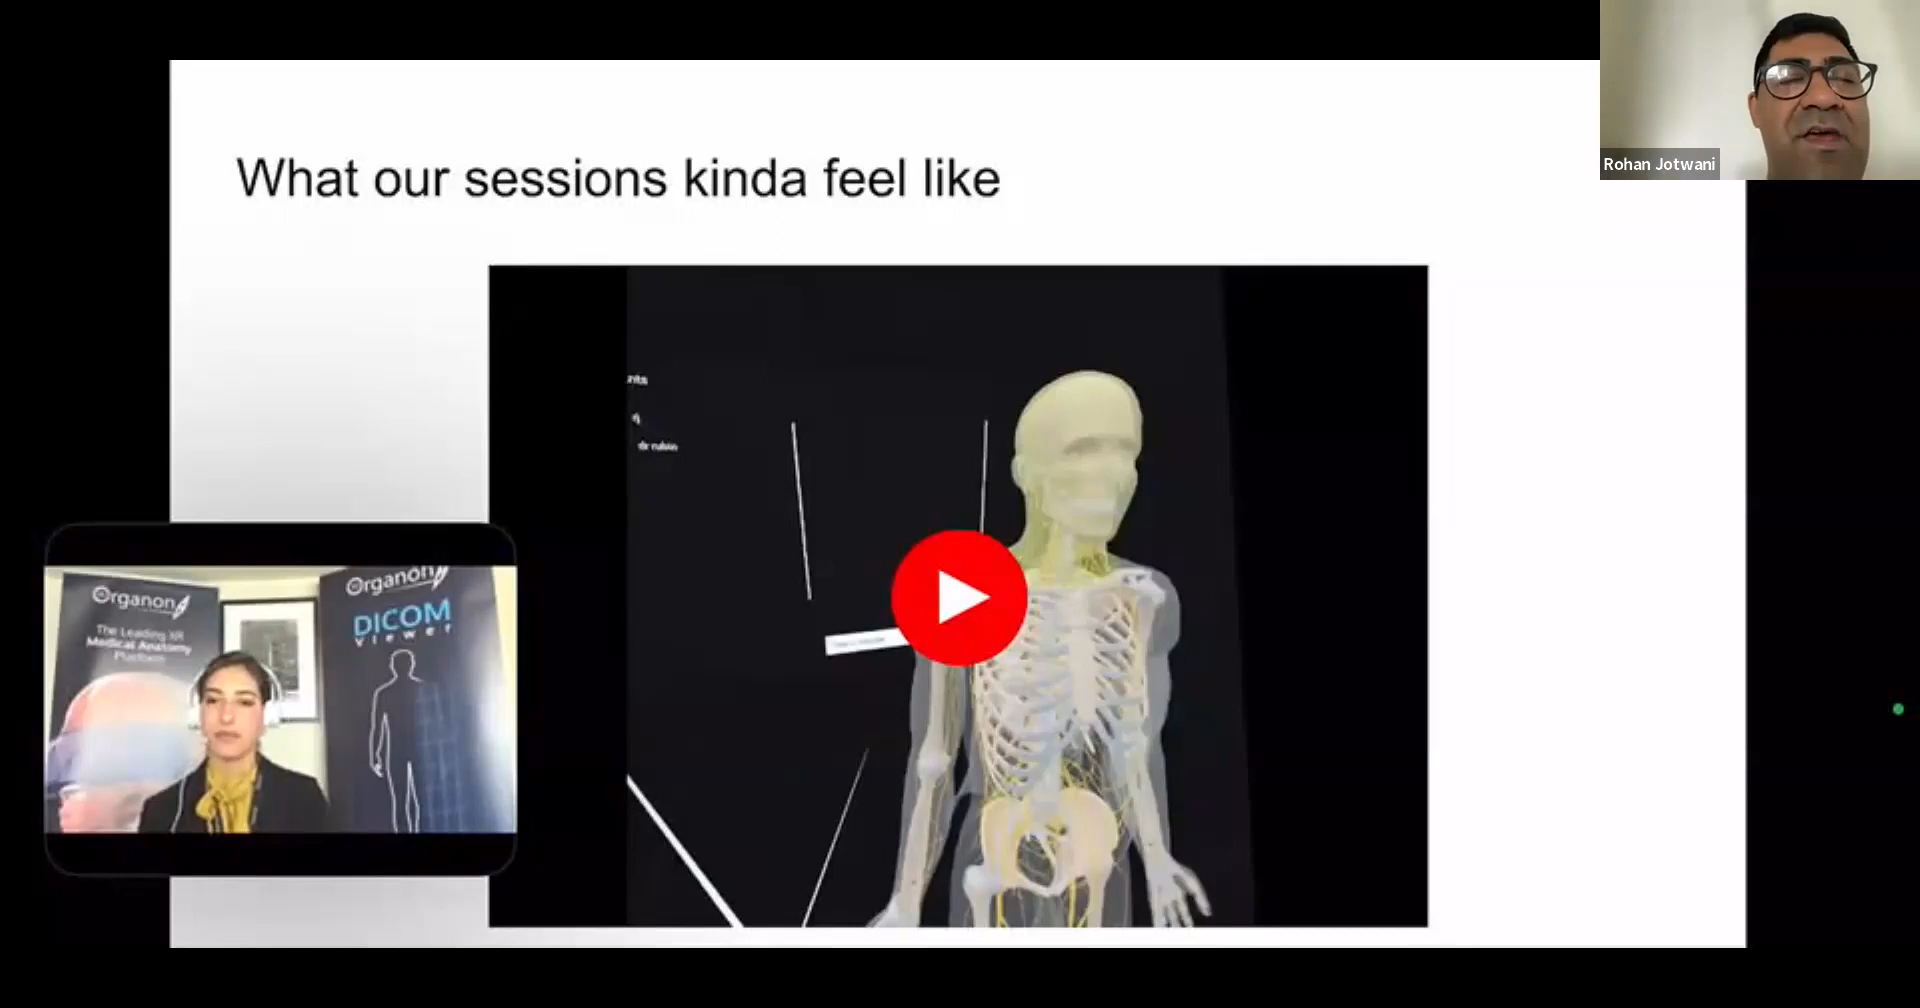 Rohan Jotwani
What our sessions kinda feel like
Organon
The Leading XR
Medical Anatomy
Platform
Organon
DICOM
viewer